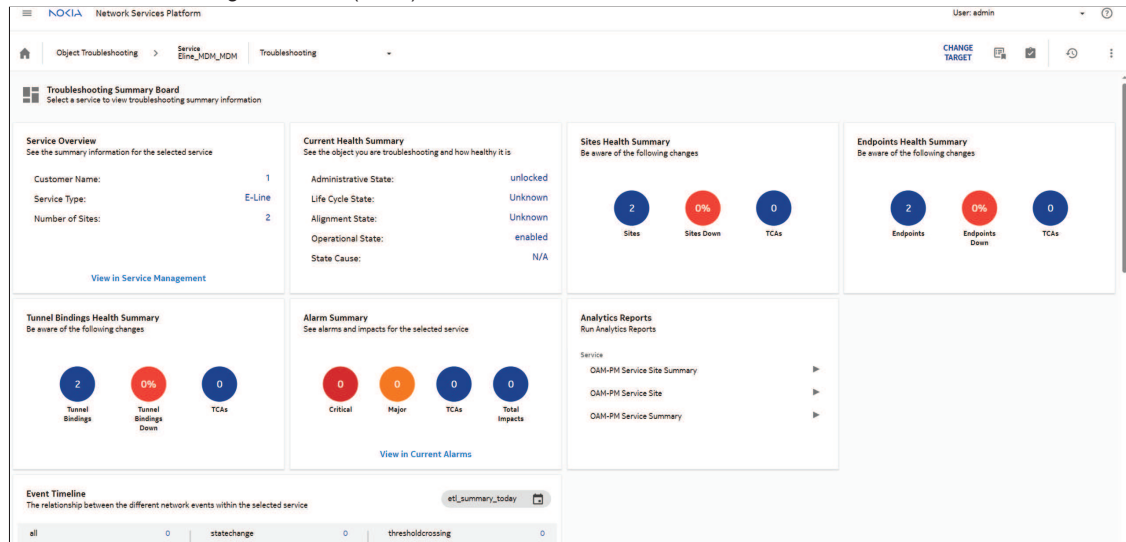 NOKIA Network Services Platform
User: admin
Object Troubleshooting > Service Eline_MDM_MDM Troubleshooting
CHANGE TARGET
Troubleshooting Summary Board
Select a service to view troubleshooting summary information
Service Overview
See the summary information for the selected service
Customer Name: 1
Service Type: E-Line
Number of Sites: 2
View in Service Management
Current Health Summary
See the object you are troubleshooting and how healthy it is
Administrative State: unlocked
Life Cycle State: Unknown
Alignment State: Unknown
Operational State: enabled
State Cause: N/A
Sites Health Summary
Be aware of the following changes
2 0% 0
Sites Sites Down TCAs
Endpoints Health Summary
Be aware of the following changes
2 0% 0
Endpoints Endpoints Down TCAs
Tunnel Bindings Health Summary
Be aware of the following changes
2 0% 0
Tunnel Bindings Tunnel Bindings Down TCAs
Alarm Summary
See alarms and impacts for the selected service
0 0 0 0
Critical Major TCAs Total Impacts
View in Current Alarms
Analytics Reports
Run Analytics Reports
Service
OAM-PM Service Site Summary
OAM-PM Service Site
OAM-PM Service Summary
Event Timeline
The relationship between the different network events within the selected service
etl_summary_today
all 0 statechange 0 thresholdcrossing 0